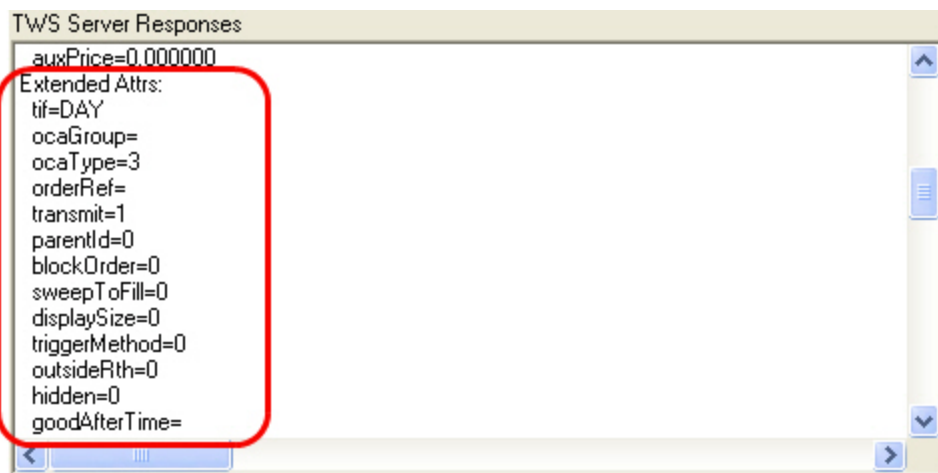 TWS Server Responses
auxPrice=0.000000
Extended Attrs:
tif=DAY
ocaGroup=
ocaType=3
orderRef=
transmit=1
parentId=0
blockOrder=0
sweepToFill=0
displaySize=0
triggerMethod=0
outsideRth=0
hidden=0
goodAfterTime=